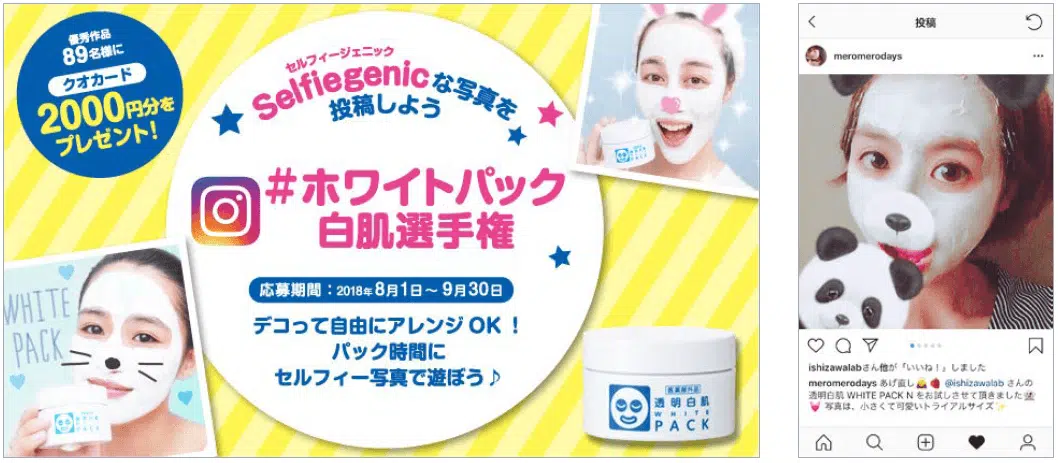 優秀作品
89名様に
クオカード
2000円分を
プレゼント!
セルフィージェニック
Selfiegenicな写真を
投稿しよう
#ホワイトパック
白肌選手権
応募期間：2018年8月1日～9月30日
デコって自由にアレンジOK！
パック時間に
セルフィー写真で遊ぼう♪
WHITE
PACK
医薬部外品
透明白肌
WHITE
PACK
投稿
meromerodays
ishizawalabさん他が「いいね！」しました
meromerodays あげ直し🙇🍓 @ishizawalab さんの
透明白肌 WHITE PACK N をお試しさせて頂きました
💓 写真は、小さくて可愛いトライアルサイズ✨